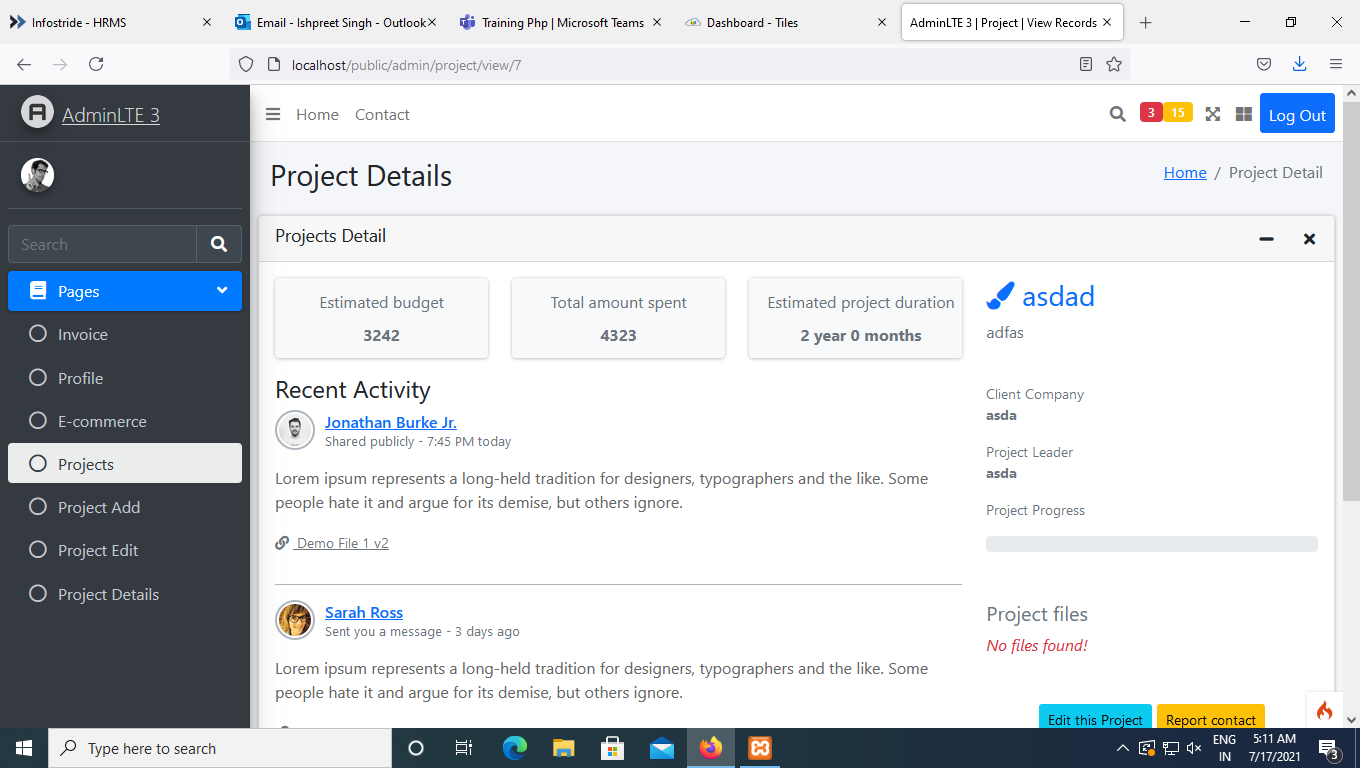 Infostride - HRMS
Email - Ishpreet Singh - Outlook
Training Php | Microsoft Teams
Dashboard - Tiles
AdminLTE 3 | Project | View Records
localhost/public/admin/project/view/7
AdminLTE 3
Home
Contact
3
15
Log Out
Project Details
Home / Project Detail
Search
Pages
Invoice
Profile
E-commerce
Projects
Project Add
Project Edit
Project Details
Projects Detail
Estimated budget
3242
Total amount spent
4323
Estimated project duration
2 year 0 months
Recent Activity
Jonathan Burke Jr.
Shared publicly - 7:45 PM today
Lorem ipsum represents a long-held tradition for designers, typographers and the like. Some
people hate it and argue for its demise, but others ignore.
Demo File 1 v2
Sarah Ross
Sent you a message - 3 days ago
Lorem ipsum represents a long-held tradition for designers, typographers and the like. Some
people hate it and argue for its demise, but others ignore.
asdad
adfas
Client Company
asda
Project Leader
asda
Project Progress
Project files
No files found!
Edit this Project
Report contact
Type here to search
ENG
IN
5:11 AM
7/17/2021
3